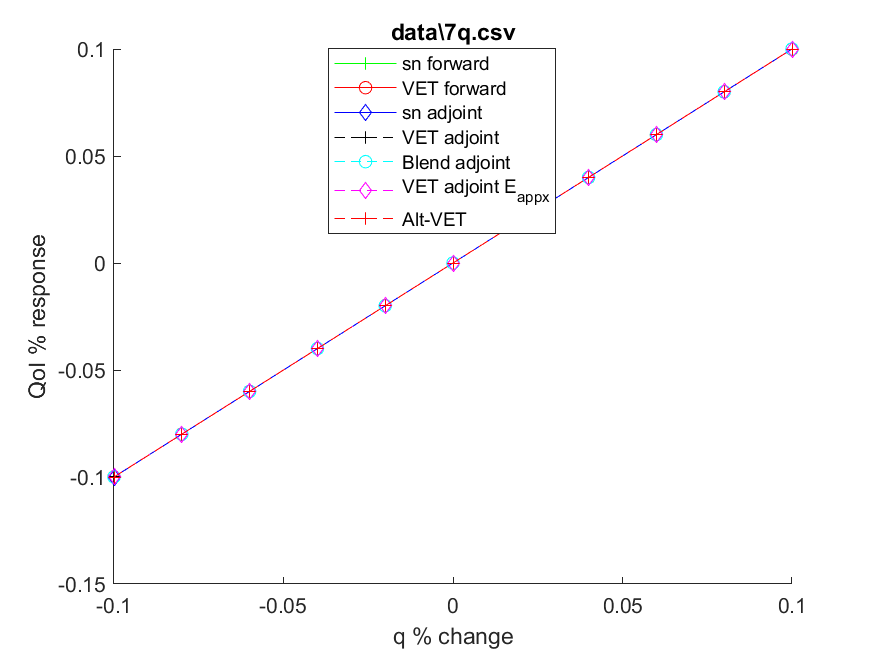 data\7q.csv
sn forward
VET forward
sn adjoint
VET adjoint
Blend adjoint
VET adjoint E_appx
Alt-VET
0.1
0.05
0
-0.05
-0.1
-0.15
QoI % response
-0.1
-0.05
0
0.05
0.1
q % change